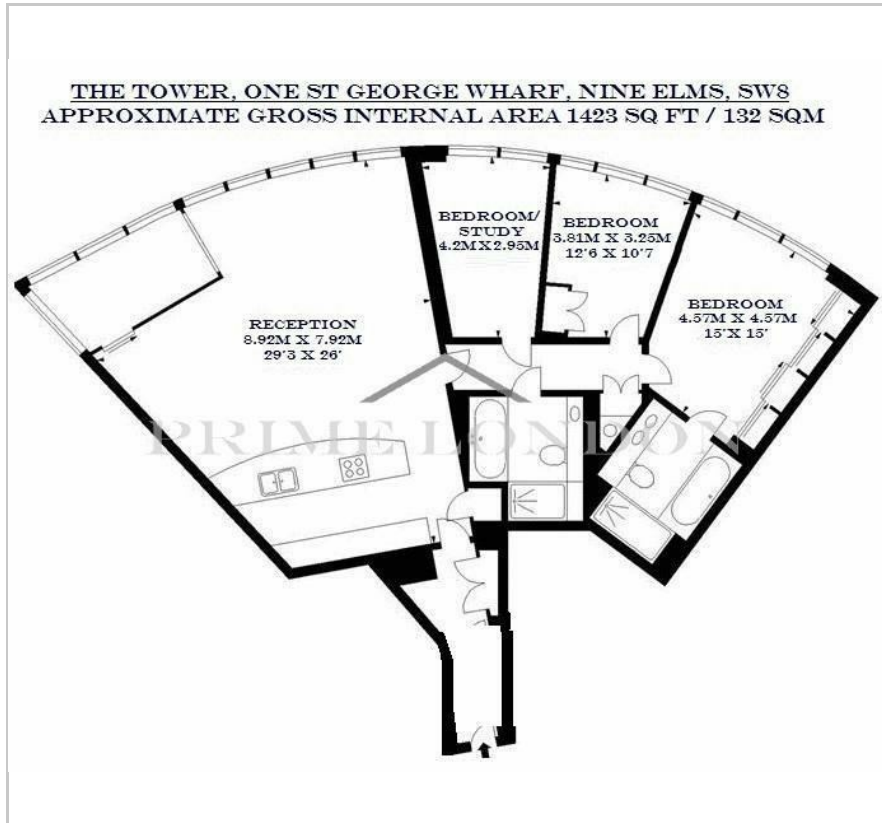 THE TOWER, ONE ST GEORGE WHARF, NINE ELMS, SW8
APPROXIMATE GROSS INTERNAL AREA 1423 SQ FT / 132 SQM
BEDROOM/
STUDY
4.2M X 2.95M
BEDROOM
3.81M X 3.25M
12'6 X 10'7
BEDROOM
4.57M X 4.57M
15' X 15'
RECEPTION
8.92M X 7.92M
29'3 X 26'
PRIME LONDON